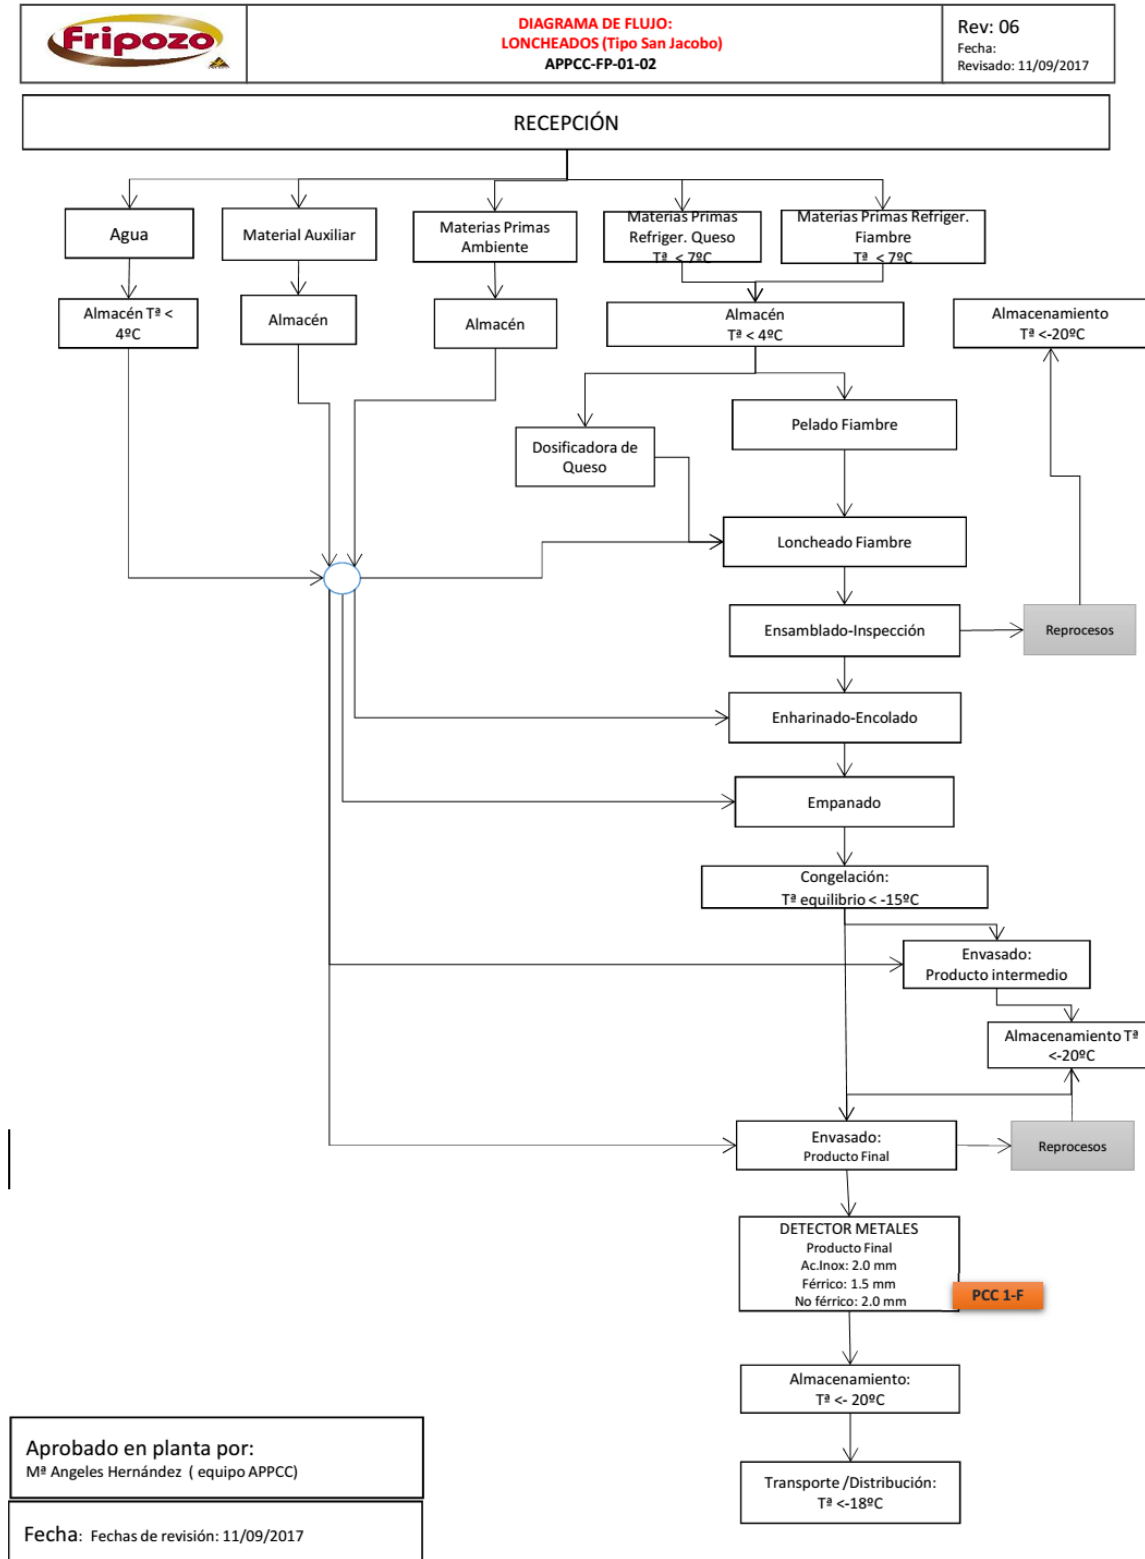 Fripozo
DIAGRAMA DE FLUJO:
LONCHEADOS (Tipo San Jacobo)
APPCC-FP-01-02
Rev: 06
Fecha:
Revisado: 11/09/2017
RECEPCIÓN
Agua
Material Auxiliar
Materias Primas
Ambiente
Materias Primas
Refriger. Queso
Tª < 7ºC
Materias Primas Refriger.
Fiambre
Tª < 7ºC
Almacén Tª <
4ºC
Almacén
Almacén
Almacén
Tª < 4ºC
Almacenamiento
Tª <-20ºC
Dosificadora de
Queso
Pelado Fiambre
Loncheado Fiambre
Ensamblado-Inspección
Reprocesos
Enharinado-Encolado
Empanado
Congelación:
Tª equilibrio < -15ºC
Envasado:
Producto intermedio
Almacenamiento Tª
<-20ºC
Envasado:
Producto Final
Reprocesos
DETECTOR METALES
Producto Final
Ac.Inox: 2.0 mm
Férrico: 1.5 mm
No férrico: 2.0 mm
PCC 1-F
Almacenamiento:
Tª <- 20ºC
Transporte /Distribución:
Tª <-18ºC
Aprobado en planta por:
Mª Angeles Hernández ( equipo APPCC)
Fecha: Fechas de revisión: 11/09/2017